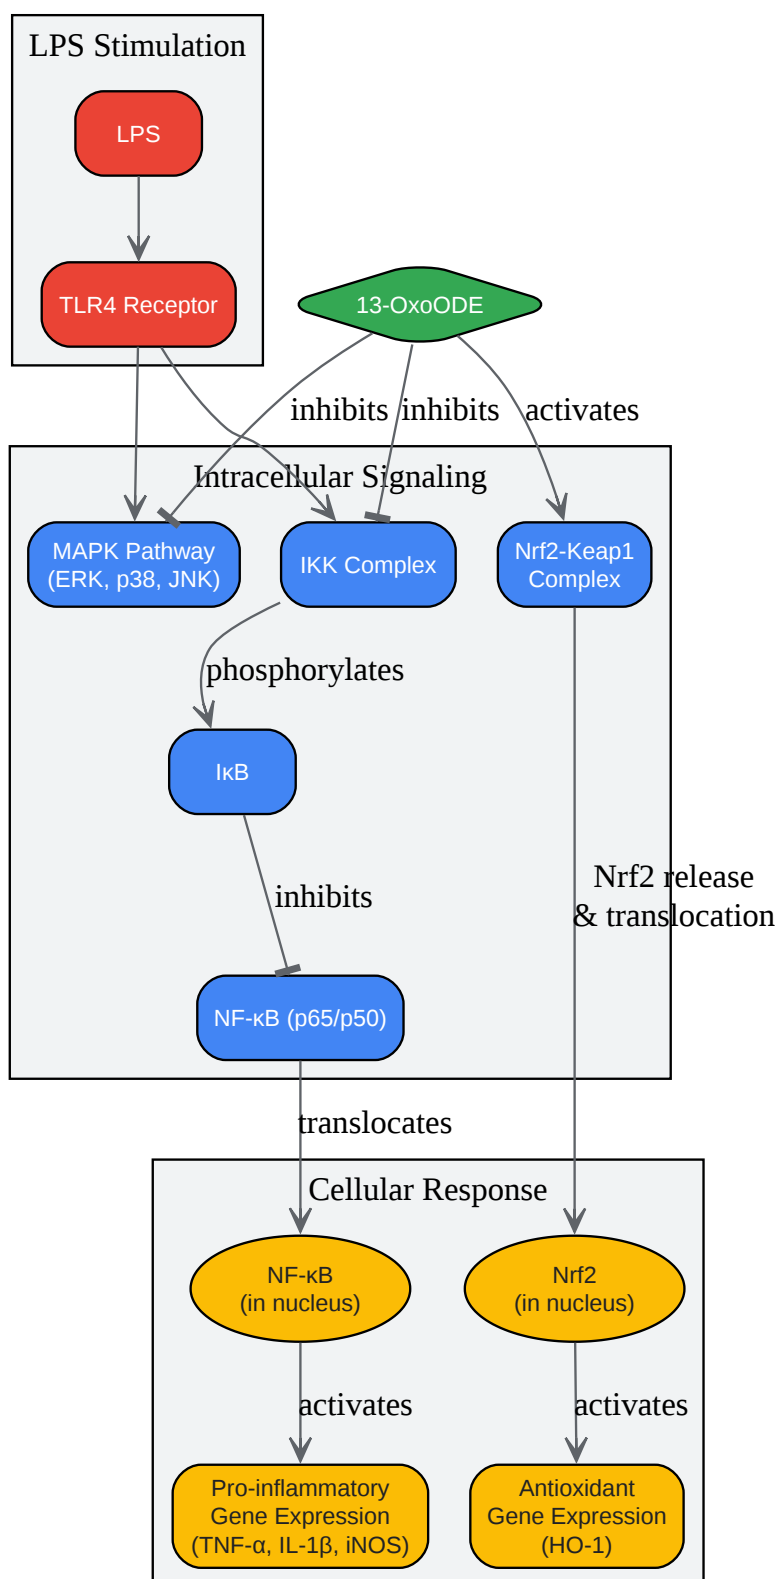 LPS Stimulation
LPS
TLR4 Receptor
13-OxoODE
inhibits
inhibits
activates
Intracellular Signaling
MAPK Pathway
(ERK, p38, JNK)
IKK Complex
Nrf2-Keap1
Complex
phosphorylates
IκB
inhibits
Nrf2 release
& translocation
NF-κB (p65/p50)
translocates
Cellular Response
NF-κB
(in nucleus)
Nrf2
(in nucleus)
activates
activates
Pro-inflammatory
Gene Expression
(TNF-α, IL-1β, iNOS)
Antioxidant
Gene Expression
(HO-1)